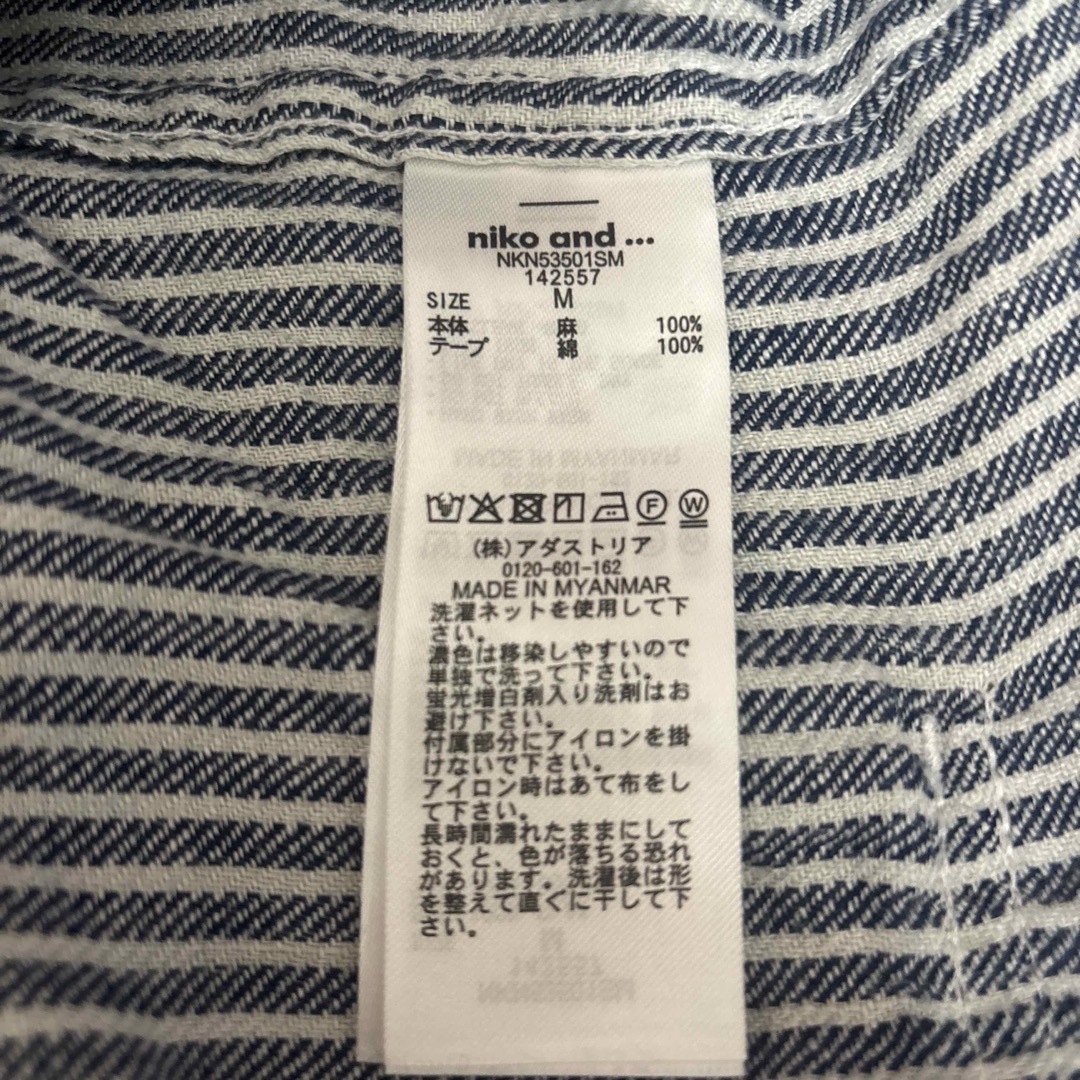 niko and ...
NKN53501SM
142557
SIZE M
本体 麻 100%
テープ 綿 100%
(株)アダストリア
0120-601-162
MADE IN MYANMAR
洗濯ネットを使用して下
さい。
濃色は移染しやすいので
単独で洗って下さい。
蛍光増白剤入り洗剤はお
避け下さい。
付属部分にアイロンを掛
けないで下さい。
アイロン時はあて布をし
て下さい。
長時間濡れたままにして
おくと、色が落ちる恐れ
があります。洗濯後は形
を整えて直ぐに干して下
さい。